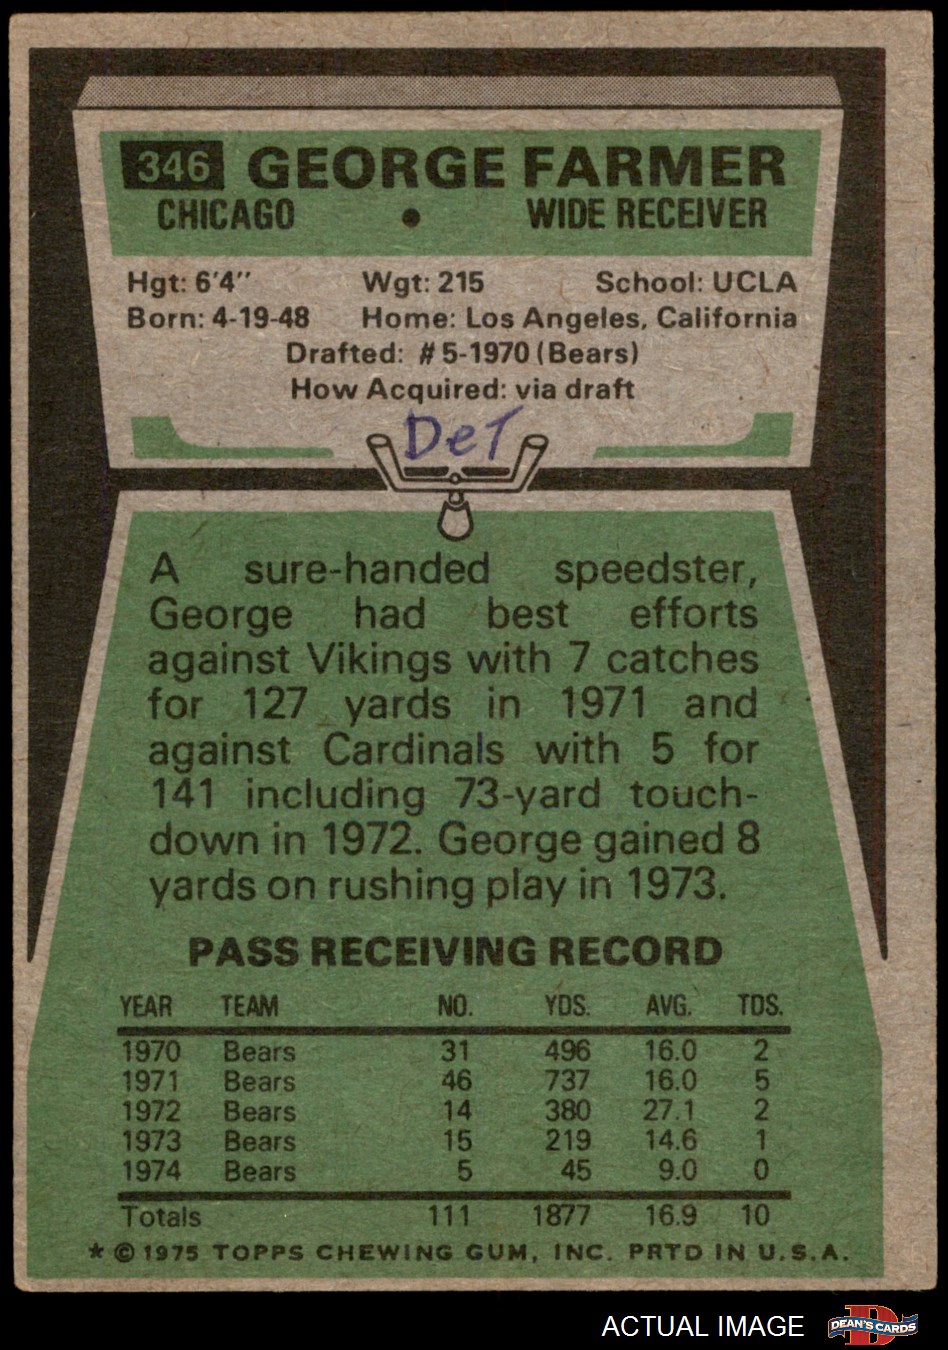 346 GEORGE FARMER
CHICAGO • WIDE RECEIVER
Hgt: 6'4" Wgt: 215 School: UCLA
Born: 4-19-48 Home: Los Angeles, California
Drafted: #5-1970 (Bears)
How Acquired: via draft
DeT
A sure-handed speedster,
George had best efforts
against Vikings with 7 catches
for 127 yards in 1971 and
against Cardinals with 5 for
141 including 73-yard touch-
down in 1972. George gained 8
yards on rushing play in 1973.
PASS RECEIVING RECORD
YEAR TEAM NO. YDS. AVG. TDS.
1970 Bears 31 496 16.0 2
1971 Bears 46 737 16.0 5
1972 Bears 14 380 27.1 2
1973 Bears 15 219 14.6 1
1974 Bears 5 45 9.0 0
Totals 111 1877 16.9 10
* © 1975 TOPPS CHEWING GUM, INC. PRTD IN U.S.A.
ACTUAL IMAGE D DEAN'S CARDS